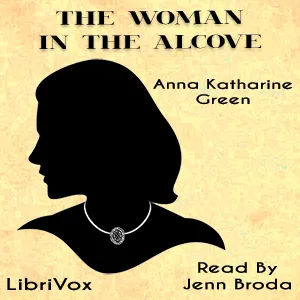 THE WOMAN
IN THE ALCOVE
Anna Katharine
Green
LibriVox
Read By
Jenn Broda